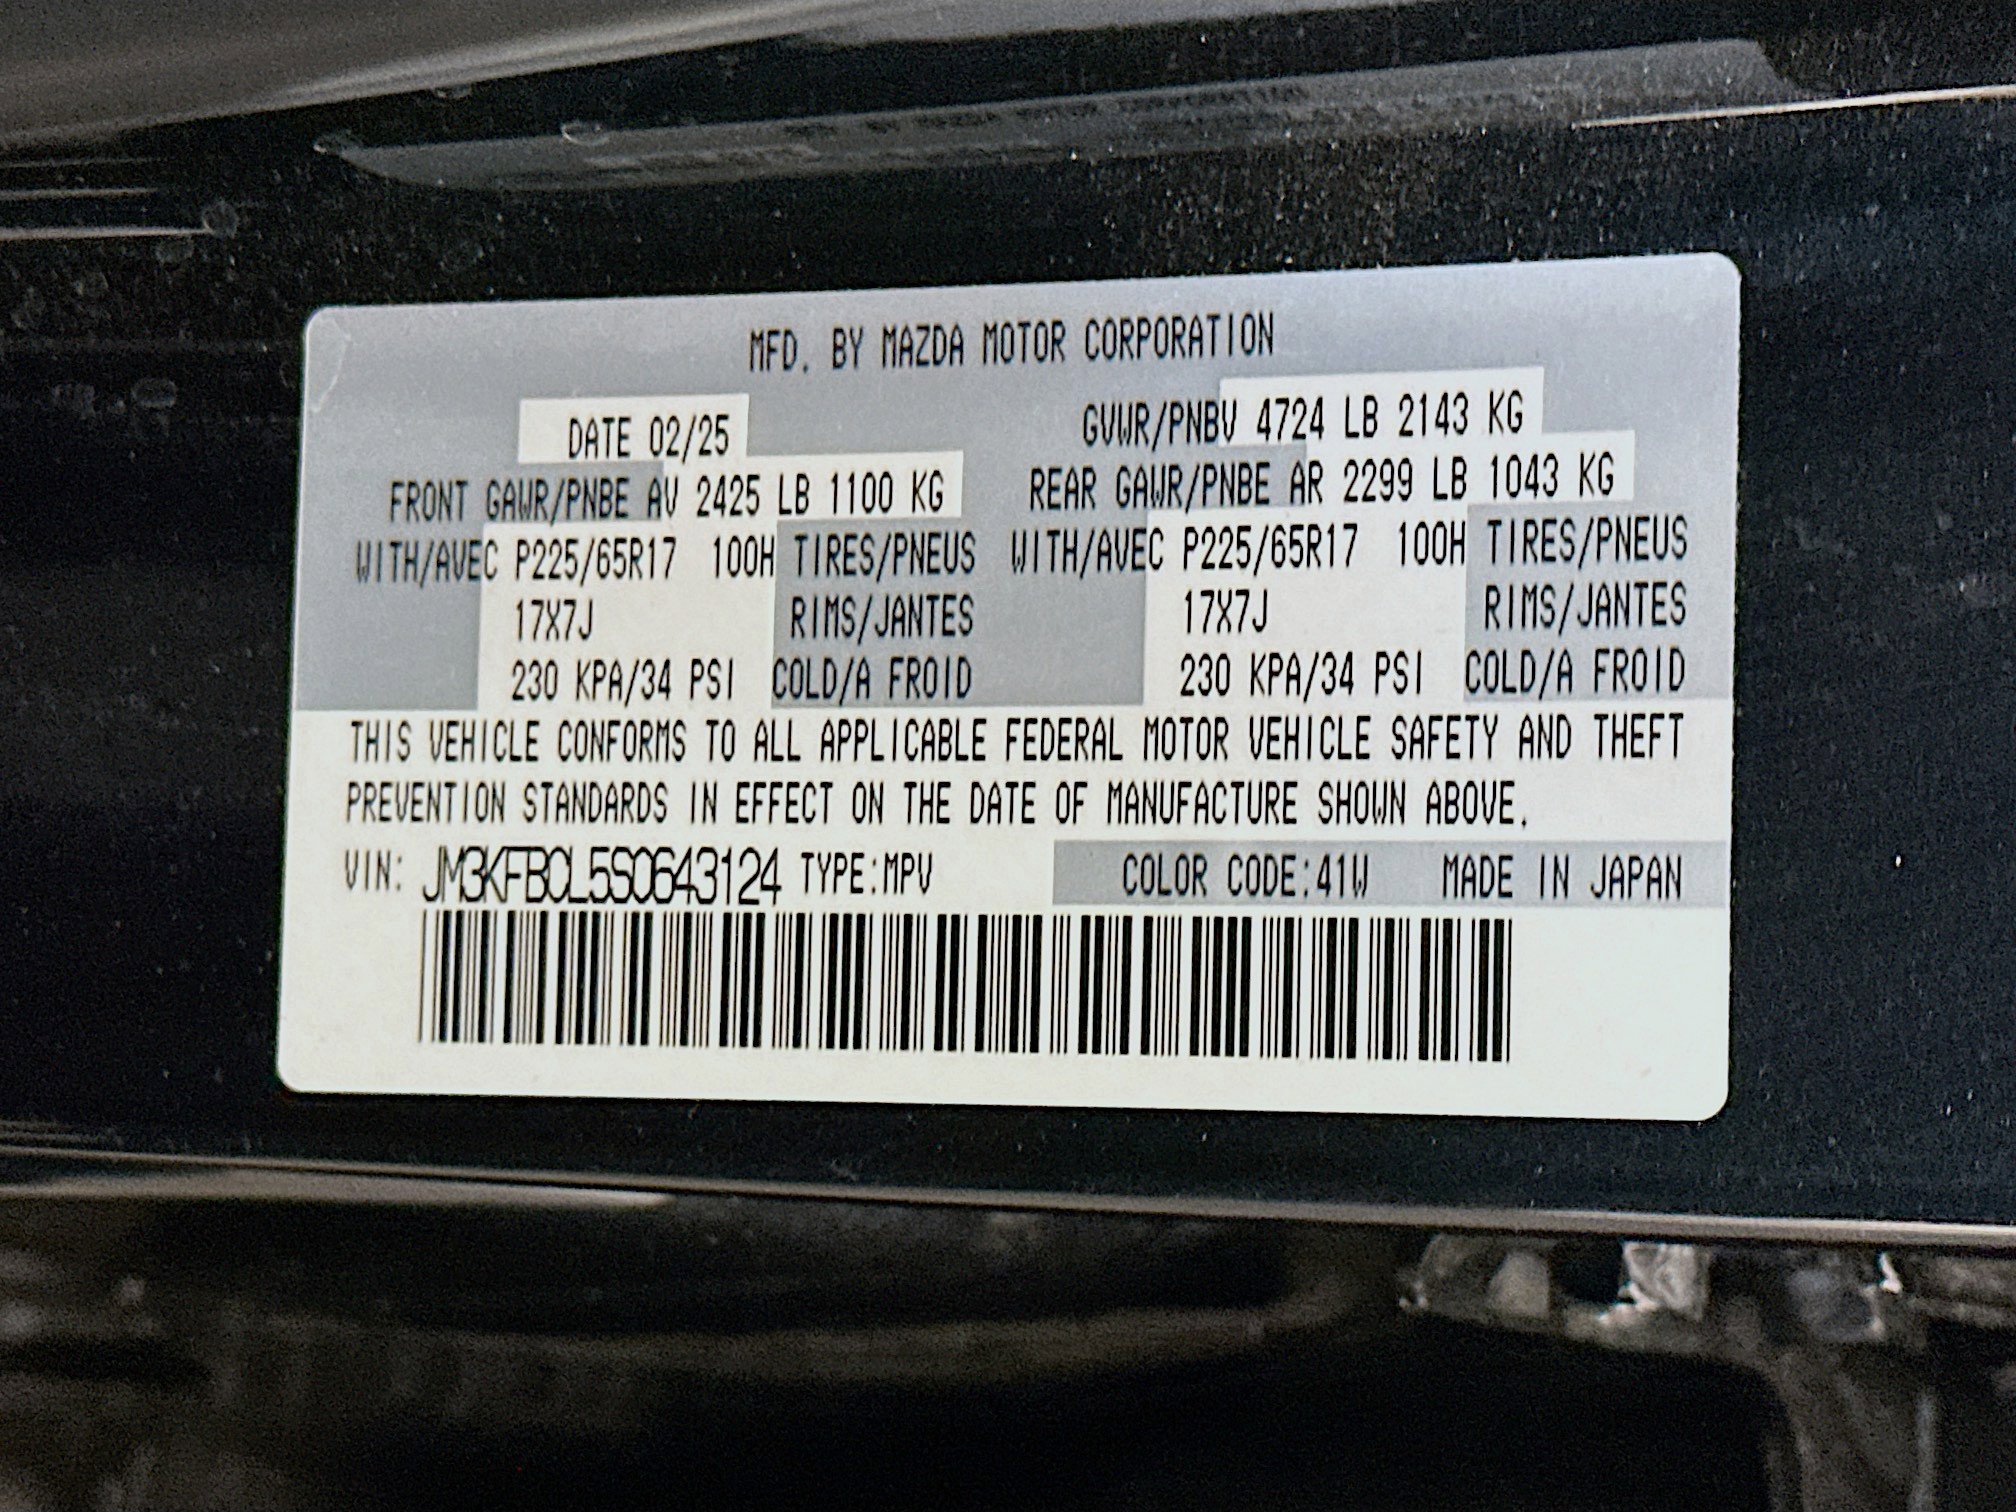 MFD. BY MAZDA MOTOR CORPORATION
DATE 02/25 GVWR/PNBV 4724 LB 2143 KG
FRONT GAWR/PNBE AV 2425 LB 1100 KG REAR GAWR/PNBE AR 2299 LB 1043 KG
WITH/AVEC P225/65R17 100H TIRES/PNEUS WITH/AVEC P225/65R17 100H TIRES/PNEUS
17X7J RIMS/JANTES 17X7J RIMS/JANTES
230 KPA/34 PSI COLD/A FROID 230 KPA/34 PSI COLD/A FROID
THIS VEHICLE CONFORMS TO ALL APPLICABLE FEDERAL MOTOR VEHICLE SAFETY AND THEFT
PREVENTION STANDARDS IN EFFECT ON THE DATE OF MANUFACTURE SHOWN ABOVE.
VIN: JM3KFBCL5S0643124 TYPE:MPV COLOR CODE:41W MADE IN JAPAN